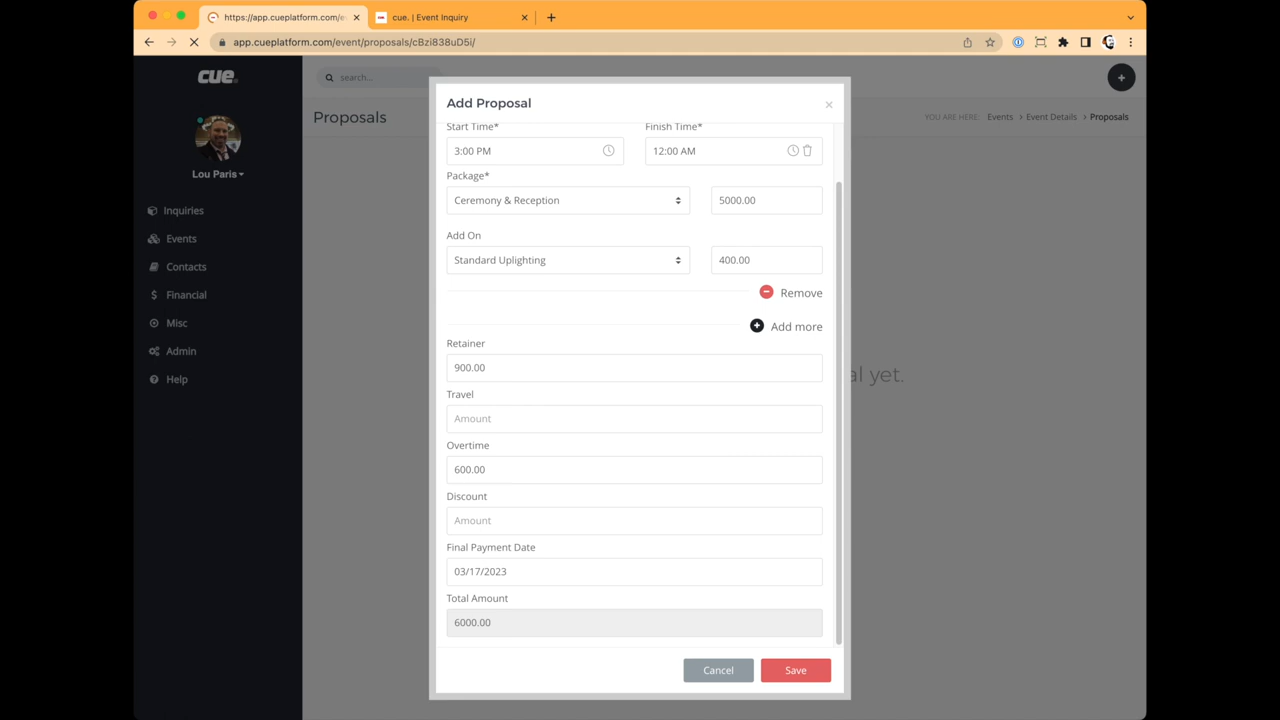 https://app.cueplatform.com/e
cue. | Event Inquiry
app.cueplatform.com/event/proposals/cBzi838uD5i/
cue
search...
Lou Paris
Inquiries
Events
Contacts
Financial
Misc
Admin
Help
Proposals
YOU ARE HERE: Events > Event Details > Proposals
al yet.
Add Proposal
Start Time* Finish Time*
3:00 PM 12:00 AM
Package*
Ceremony & Reception 5000.00
Add On
Standard Uplighting 400.00
Remove
Add more
Retainer
900.00
Travel
Amount
Overtime
600.00
Discount
Amount
Final Payment Date
03/17/2023
Total Amount
6000.00
Cancel Save